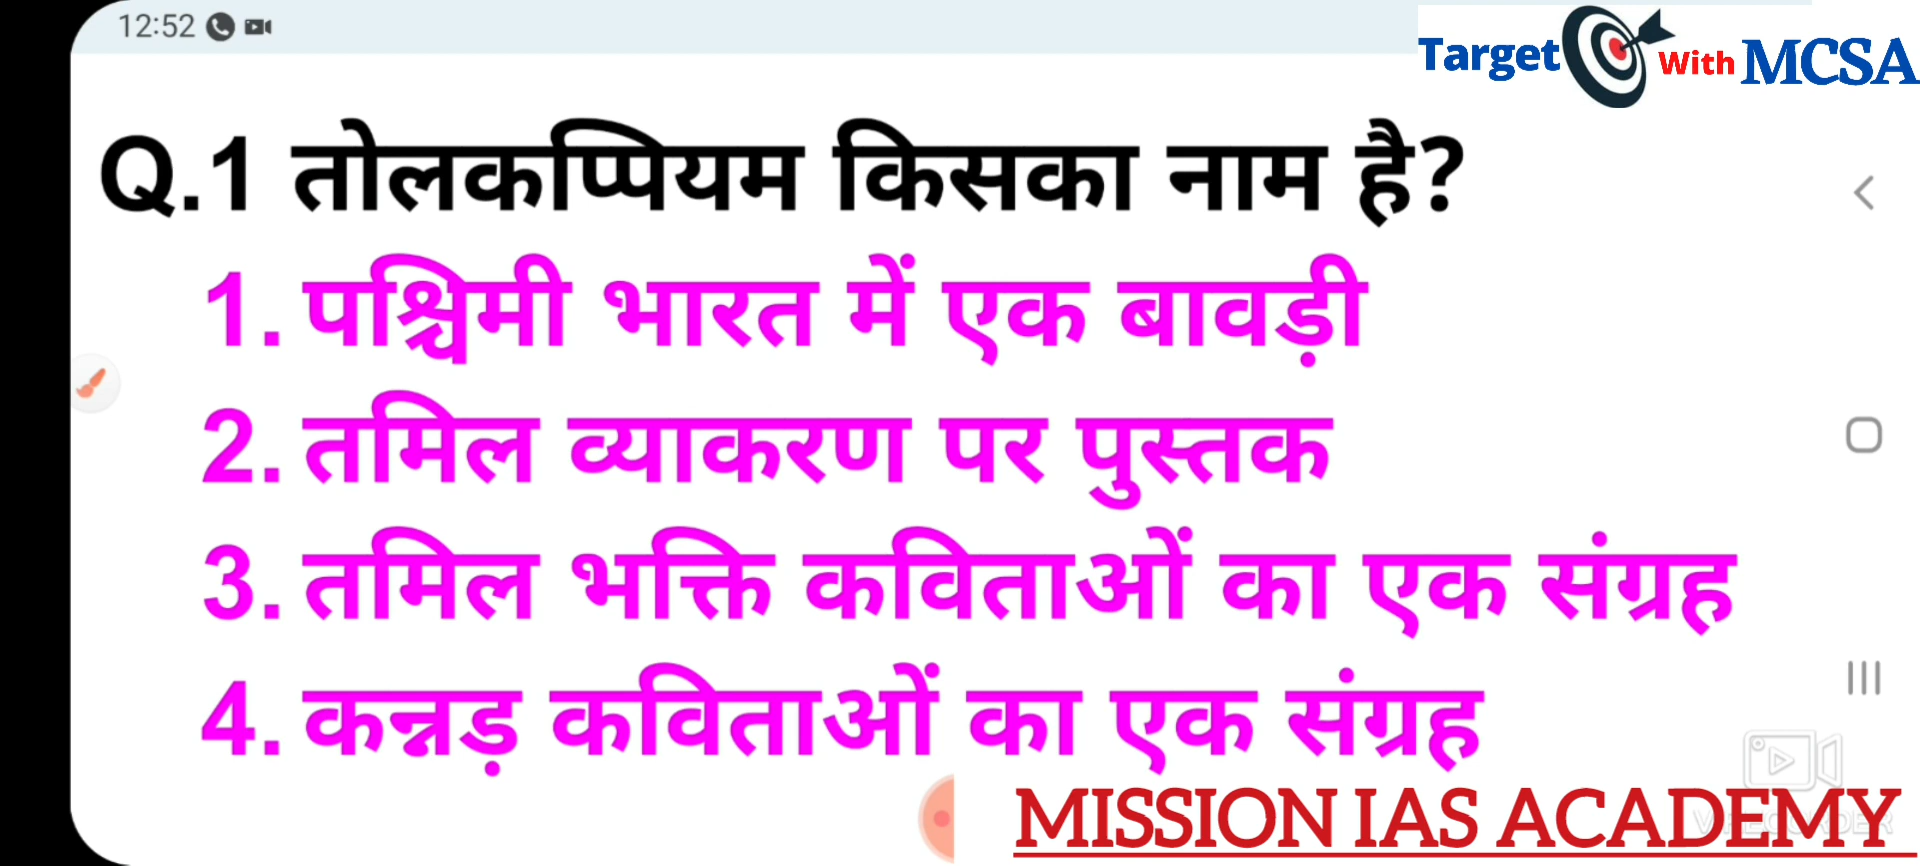 12:52
Target With MCSA
Q.1 तोलकप्पियम किसका नाम है?
1. पश्चिमी भारत में एक बावड़ी
2. तमिल व्याकरण पर पुस्तक
3. तमिल भक्ति कविताओं का एक संग्रह
4. कन्नड़ कविताओं का एक संग्रह
MISSION IAS ACADEMY